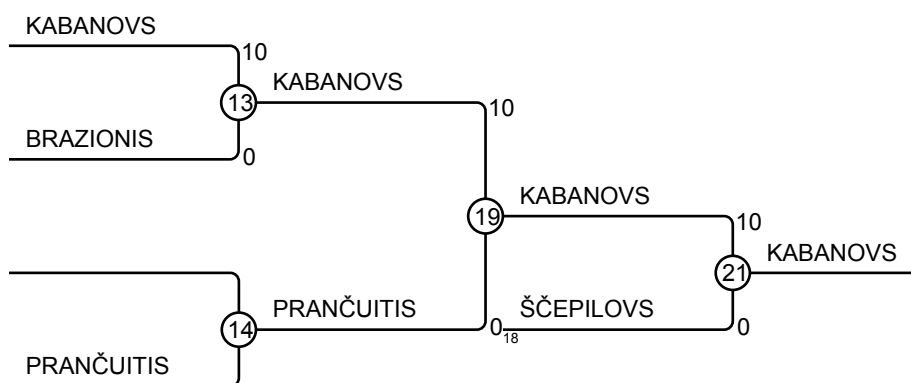 KABANOVS
10
13
KABANOVS
10
BRAZIONIS
0
19
KABANOVS
10
21
KABANOVS
14
PRANČUITIS
0
18
ŠČEPILOVS
0
PRANČUITIS